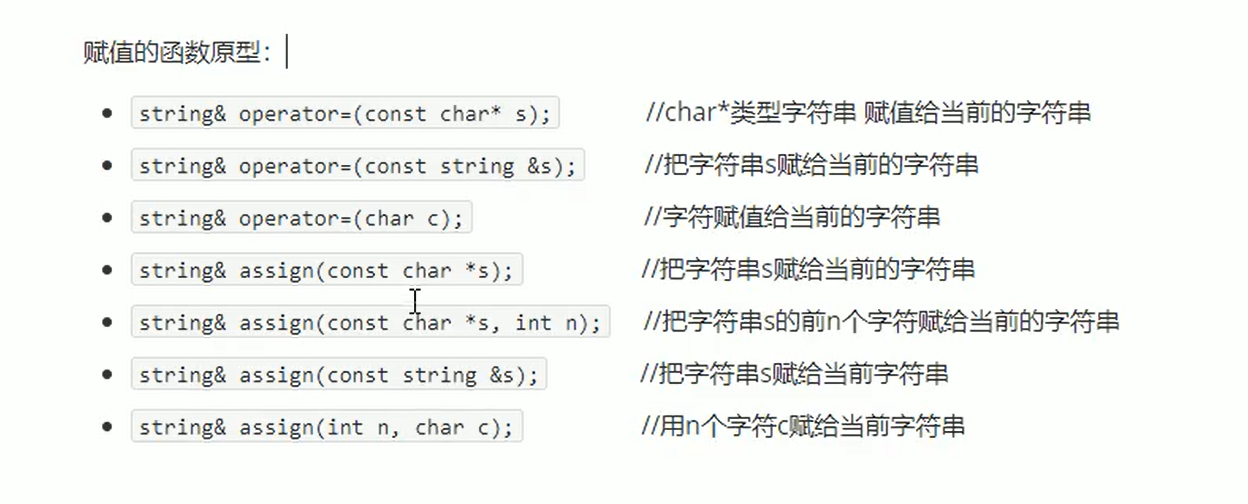 赋值的函数原型：
string& operator=(const char* s); //char*类型字符串 赋值给当前的字符串
string& operator=(const string &s); //把字符串s赋给当前的字符串
string& operator=(char c); //字符赋值给当前的字符串
string& assign(const char *s); //把字符串s赋给当前的字符串
string& assign(const char *s, int n); //把字符串s的前n个字符赋给当前的字符串
string& assign(const string &s); //把字符串s赋给当前字符串
string& assign(int n, char c); //用n个字符c赋给当前字符串